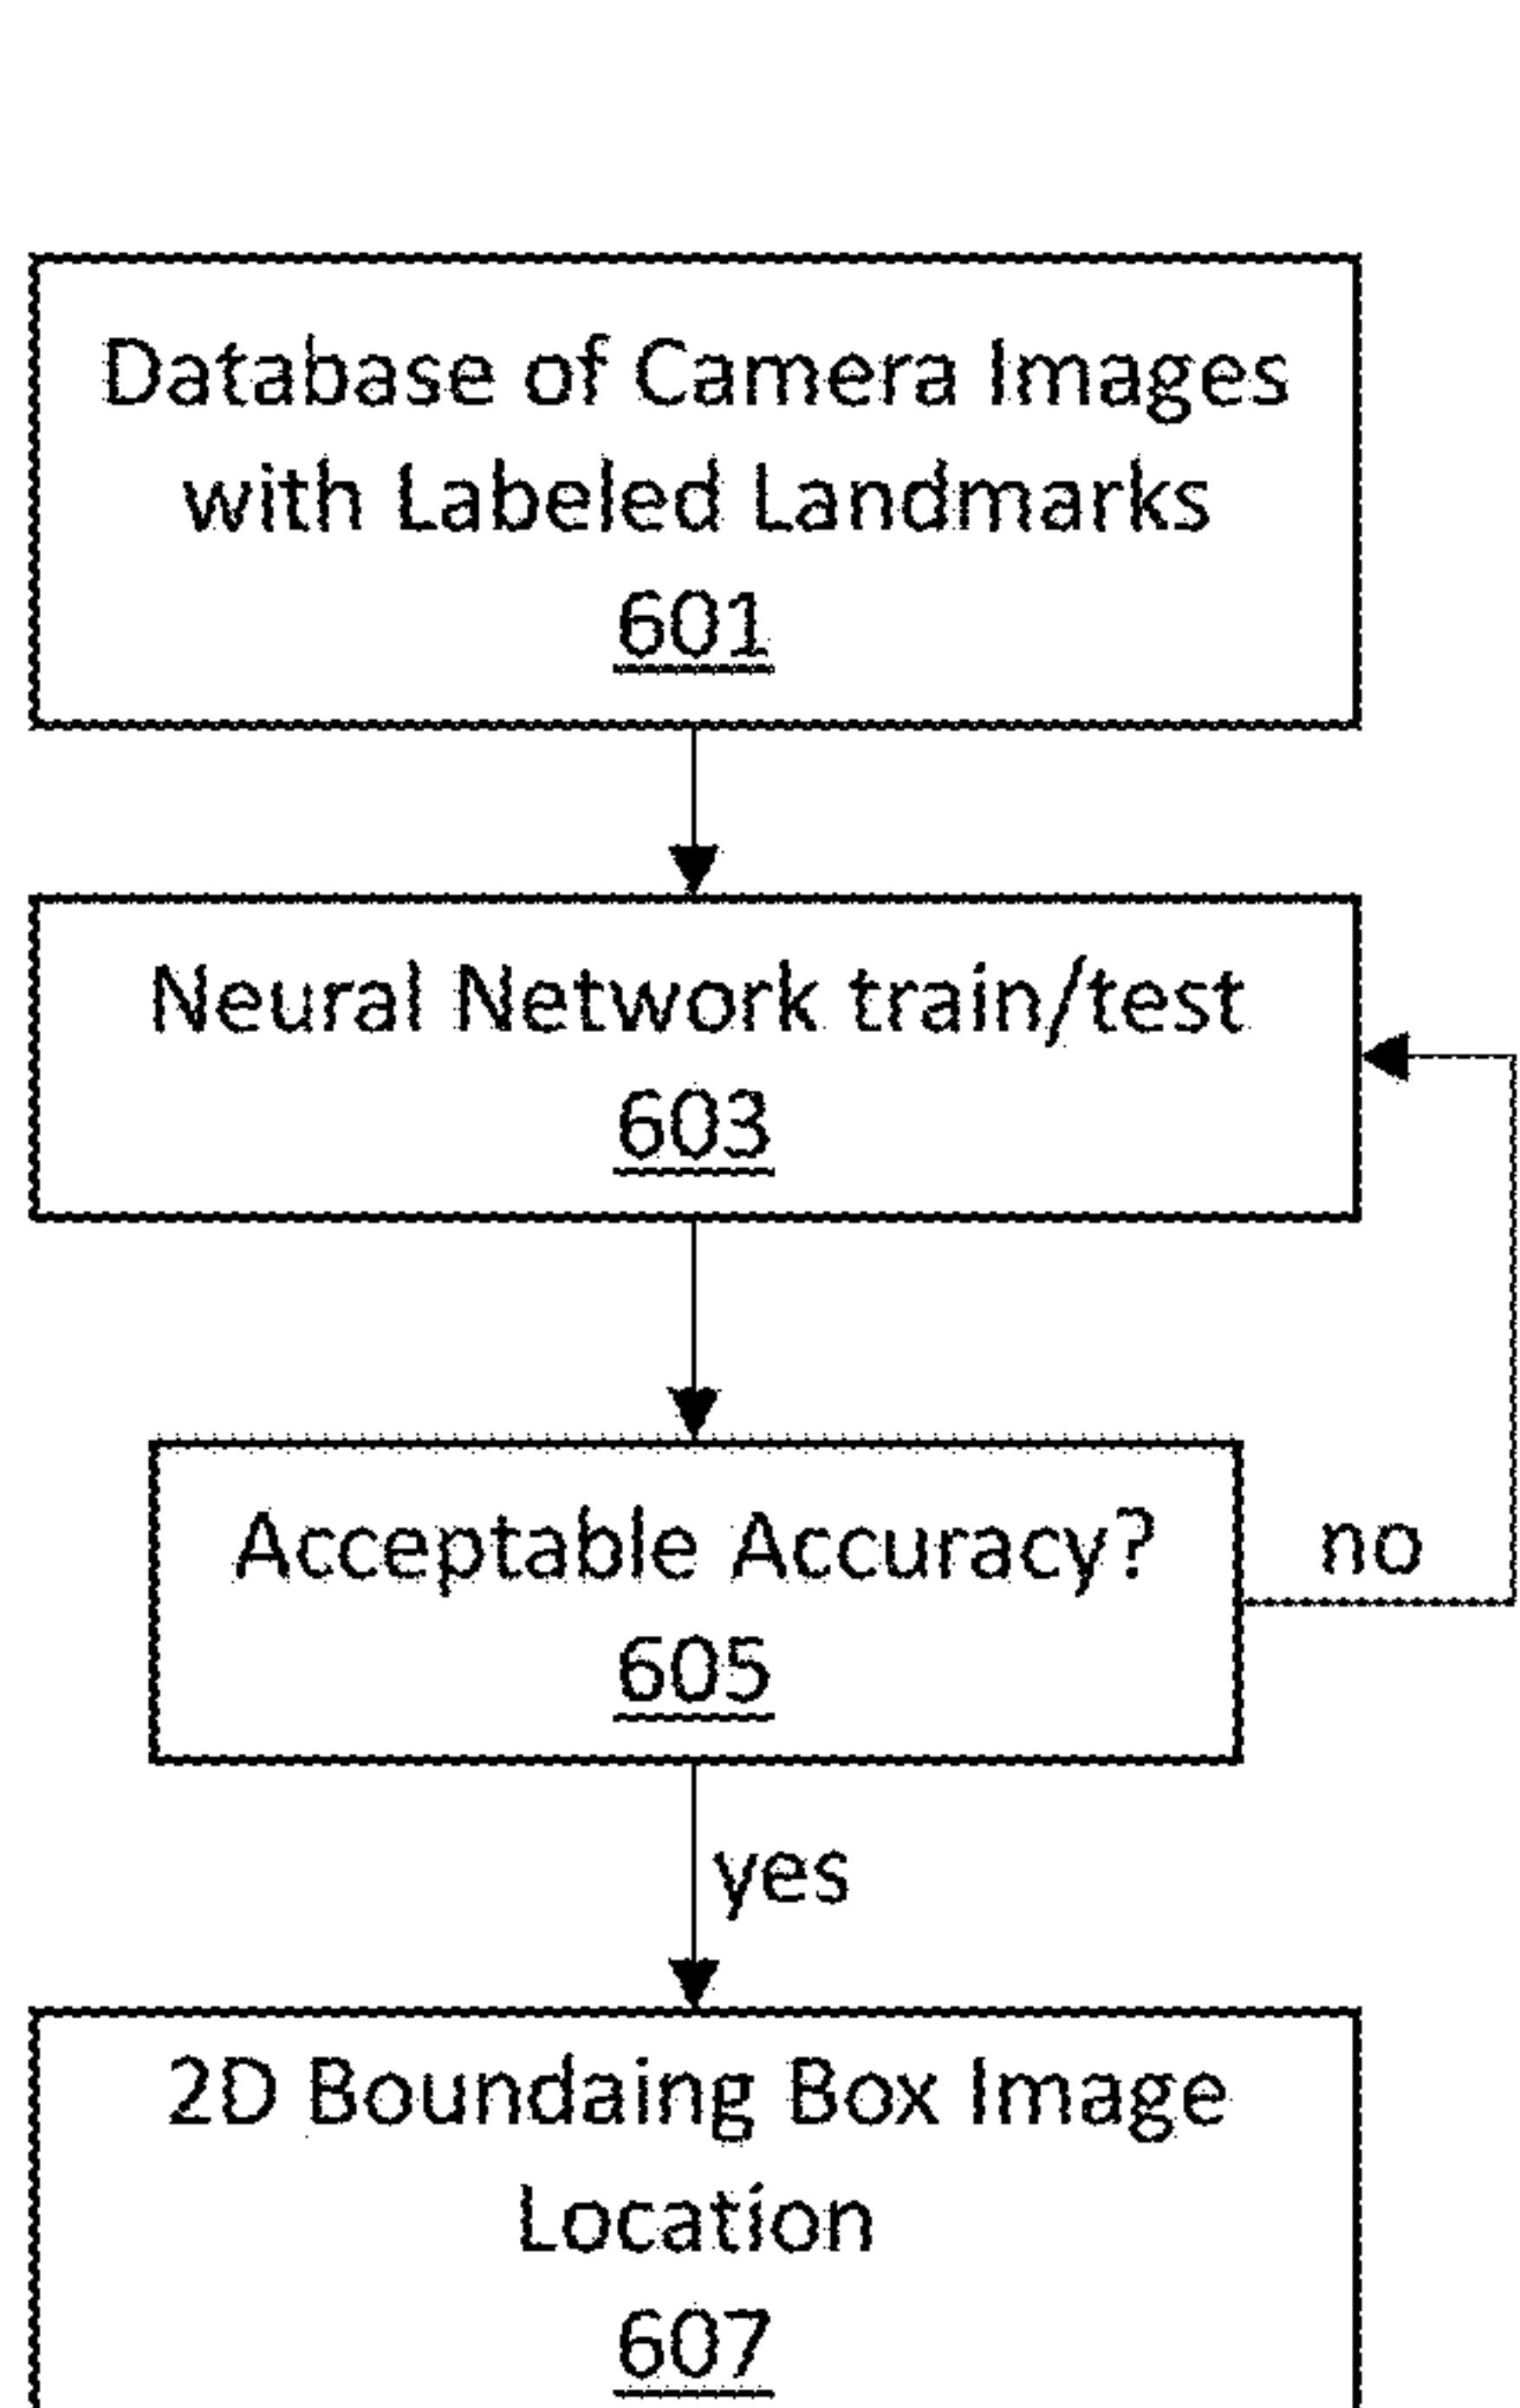 Database of Camera Images
with Labeled Landmarks
601
Neural Network train/test
603
Acceptable Accuracy?
605
no
yes
2D Boundaing Box Image
Location
607